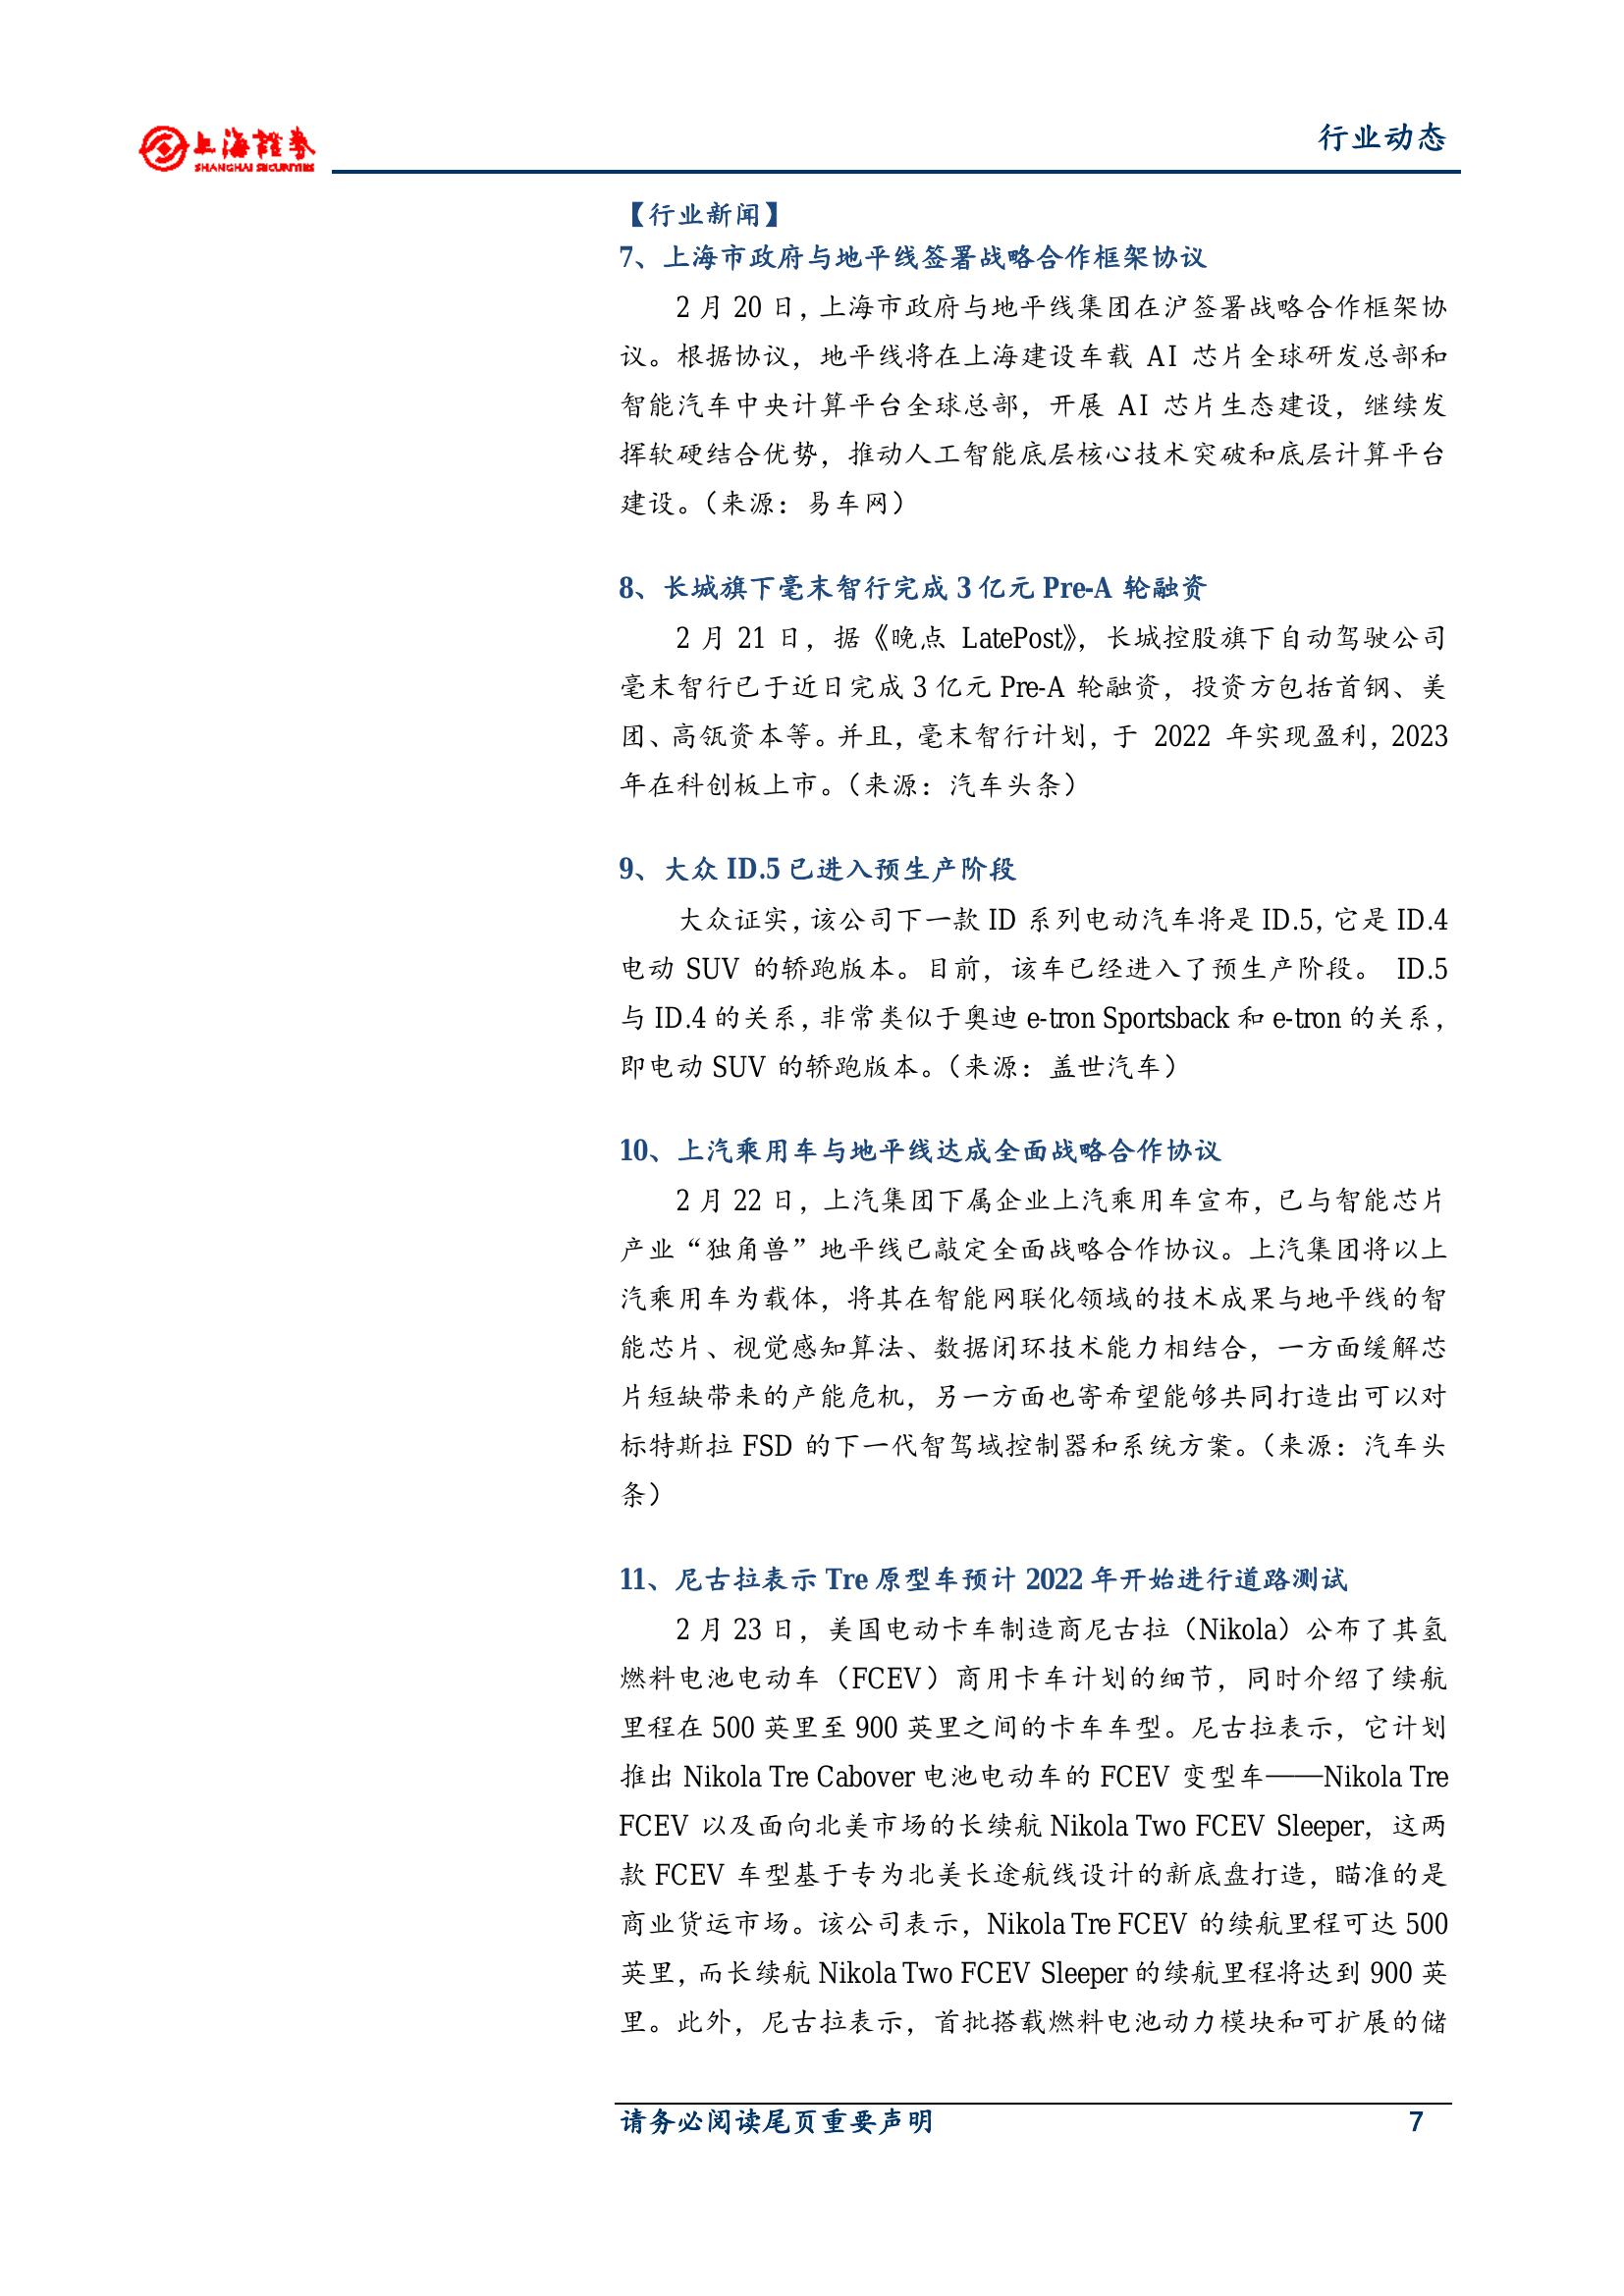 上海證券
SHANGHAI SECURITIES
行业动态
【行业新闻】
7、上海市政府与地平线签署战略合作框架协议
2 月 20 日，上海市政府与地平线集团在沪签署战略合作框架协
议。根据协议，地平线将在上海建设车载 AI 芯片全球研发总部和
智能汽车中央计算平台全球总部，开展 AI 芯片生态建设，继续发
挥软硬结合优势，推动人工智能底层核心技术突破和底层计算平台
建设。（来源：易车网）
8、长城旗下毫末智行完成 3 亿元 Pre-A 轮融资
2 月 21 日，据《晚点 LatePost》，长城控股旗下自动驾驶公司
毫末智行已于近日完成 3 亿元 Pre-A 轮融资，投资方包括首钢、美
团、高瓴资本等。并且，毫末智行计划，于 2022 年实现盈利，2023
年在科创板上市。（来源：汽车头条）
9、大众 ID.5 已进入预生产阶段
大众证实，该公司下一款 ID 系列电动汽车将是 ID.5，它是 ID.4
电动 SUV 的轿跑版本。目前，该车已经进入了预生产阶段。 ID.5
与 ID.4 的关系，非常类似于奥迪 e-tron Sportsback 和 e-tron 的关系，
即电动 SUV 的轿跑版本。（来源：盖世汽车）
10、上汽乘用车与地平线达成全面战略合作协议
2 月 22 日，上汽集团下属企业上汽乘用车宣布，已与智能芯片
产业“独角兽”地平线已敲定全面战略合作协议。上汽集团将以上
汽乘用车为载体，将其在智能网联化领域的技术成果与地平线的智
能芯片、视觉感知算法、数据闭环技术能力相结合，一方面缓解芯
片短缺带来的产能危机，另一方面也寄希望能够共同打造出可以对
标特斯拉 FSD 的下一代智驾域控制器和系统方案。（来源：汽车头
条）
11、尼古拉表示 Tre 原型车预计 2022 年开始进行道路测试
2 月 23 日，美国电动卡车制造商尼古拉（Nikola）公布了其氢
燃料电池电动车（FCEV）商用卡车计划的细节，同时介绍了续航
里程在 500 英里至 900 英里之间的卡车车型。尼古拉表示，它计划
推出 Nikola Tre Cabover 电池电动车的 FCEV 变型车——Nikola Tre
FCEV 以及面向北美市场的长续航 Nikola Two FCEV Sleeper，这两
款 FCEV 车型基于专为北美长途航线设计的新底盘打造，瞄准的是
商业货运市场。该公司表示，Nikola Tre FCEV 的续航里程可达 500
英里，而长续航 Nikola Two FCEV Sleeper 的续航里程将达到 900 英
里。此外，尼古拉表示，首批搭载燃料电池动力模块和可扩展的储
请务必阅读尾页重要声明 7